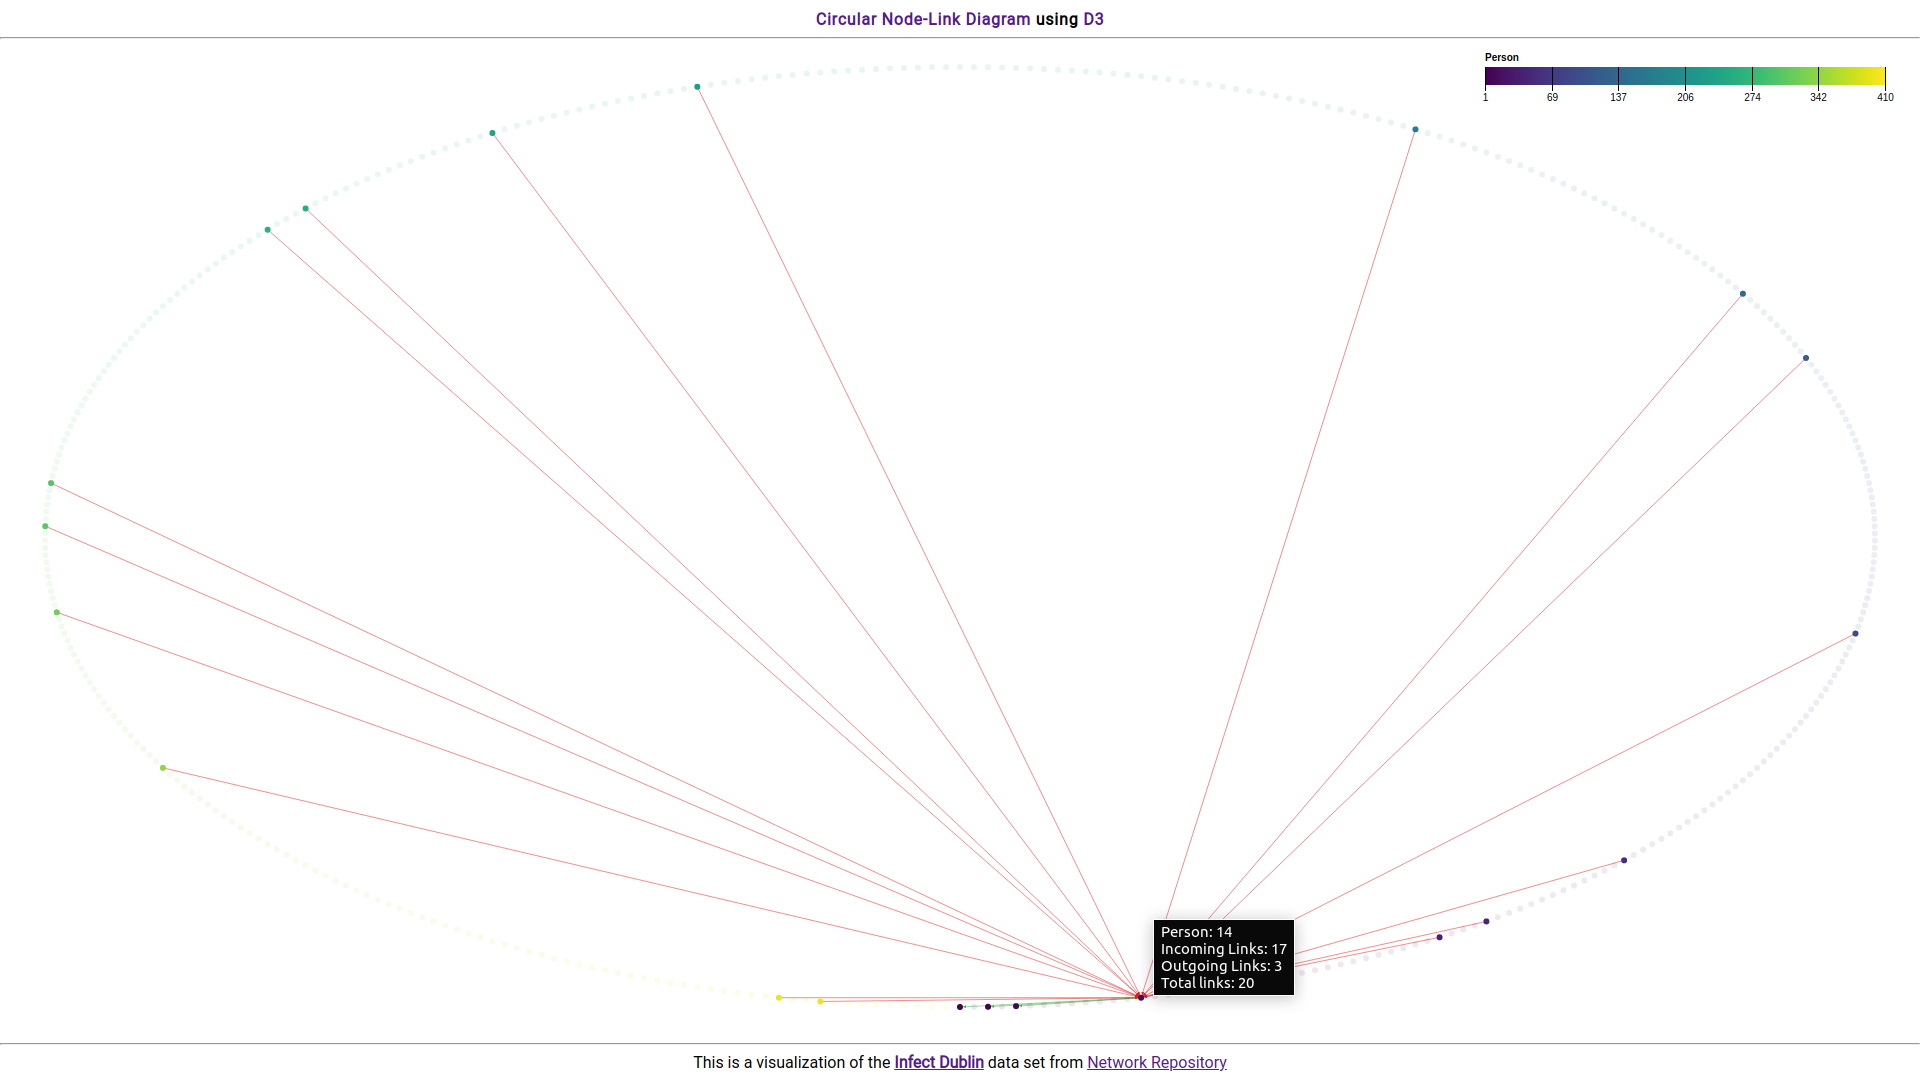 Circular Node-Link Diagram using D3
Person
1 69 137 206 274 342 410
Person: 14
Incoming Links: 17
Outgoing Links: 3
Total links: 20
This is a visualization of the Infect Dublin data set from Network Repository